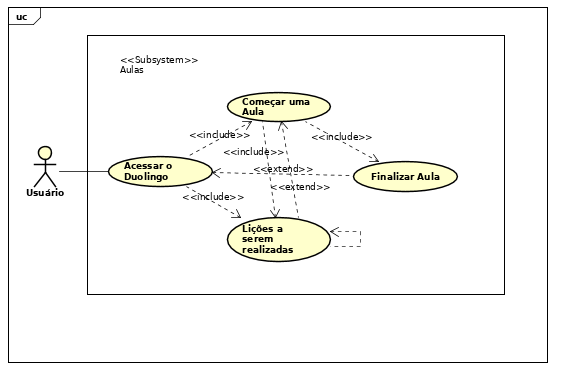 uc
<<Subsystem>>
Aulas
Começar uma
Aula
<<include>>
<<include>>
<<include>>
Acessar o
Duolingo
<<extend>>
Finalizar Aula
<<extend>>
Usuário
<<include>>
Lições a
serem
realizadas